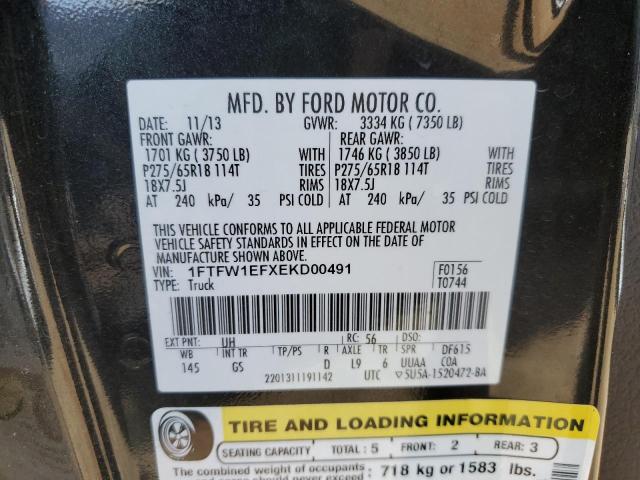 MFD. BY FORD MOTOR CO.
DATE: 11/13 GVWR: 3334 KG ( 7350 LB)
FRONT GAWR: REAR GAWR:
1701 KG ( 3750 LB) WITH 1746 KG ( 3850 LB) WITH
P275/65R18 114T TIRES P275/65R18 114T TIRES
18X7.5J RIMS 18X7.5J RIMS
AT 240 kPa/ 35 PSI COLD AT 240 kPa/ 35 PSI COLD
THIS VEHICLE CONFORMS TO ALL APPLICABLE FEDERAL MOTOR
VEHICLE SAFETY STANDARDS IN EFFECT ON THE DATE OF
MANUFACTURE SHOWN ABOVE.
VIN: 1FTFW1EFXEKD00491 F0156
TYPE: Truck T0744
EXT PNT: UH RC: 56 DSO:
WB INT TR TP/PS R AXLE TR SPR DF615
145 GS D L9 6 UUAA COA
2201311191142 UTC ▽5U5A-1520472-BA
TIRE AND LOADING INFORMATION
SEATING CAPACITY TOTAL: 5 FRONT: 2 REAR: 3
The combined weight of occupants 718 kg or 1583 lbs.